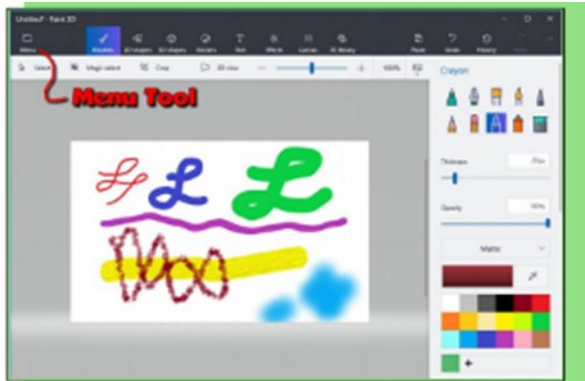 Untitled* - Paint 3D
Menu Brushes 2D shapes 3D shapes Stickers Text Effects Canvas 3D library Paste Undo History
Select Magic select Crop 3D view 100%
Menu Tool
Crayon
Thickness
Opacity 100%
Matte